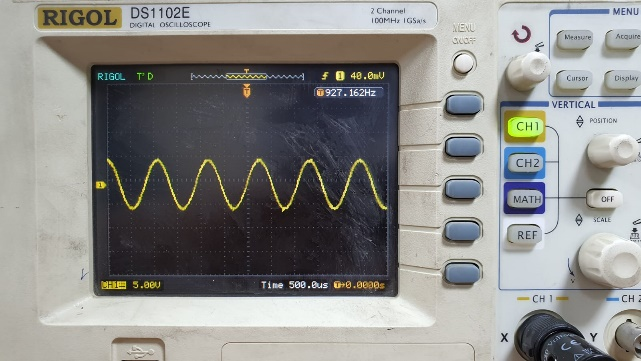 RIGOL DS1102E
DIGITAL OSCILLOSCOPE
2 Channel
100MHz 1GSa/s
MENU
ON/OFF
RIGOL T'D
T
1 40.0mV
T
T 927.162Hz
1
CH1 5.00V
Time 500.0us T→0.0000s
MENU
Measure
Acquire
Cursor
Display
VERTICAL
CH1
POSITION
CH2
MATH
OFF
SCALE
REF
CH 1
CH 2
X
Y